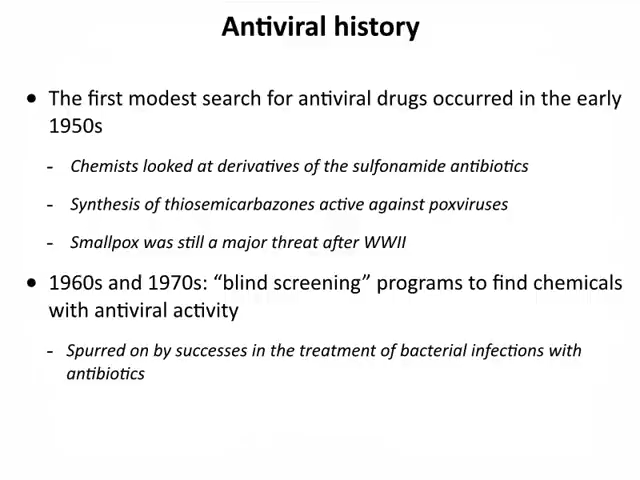 Antiviral history
• The first modest search for antiviral drugs occurred in the early
1950s
- Chemists looked at derivatives of the sulfonamide antibiotics
- Synthesis of thiosemicarbazones active against poxviruses
- Smallpox was still a major threat after WWII
• 1960s and 1970s: “blind screening” programs to find chemicals
with antiviral activity
- Spurred on by successes in the treatment of bacterial infections with
antibiotics